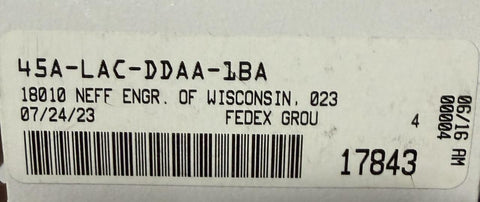 45A-LAC-DDAA-1BA
18010 NEFF ENGR. OF WISCONSIN, 023
07/24/23 FEDEX GROU 4
17843
06/16 AM
00004